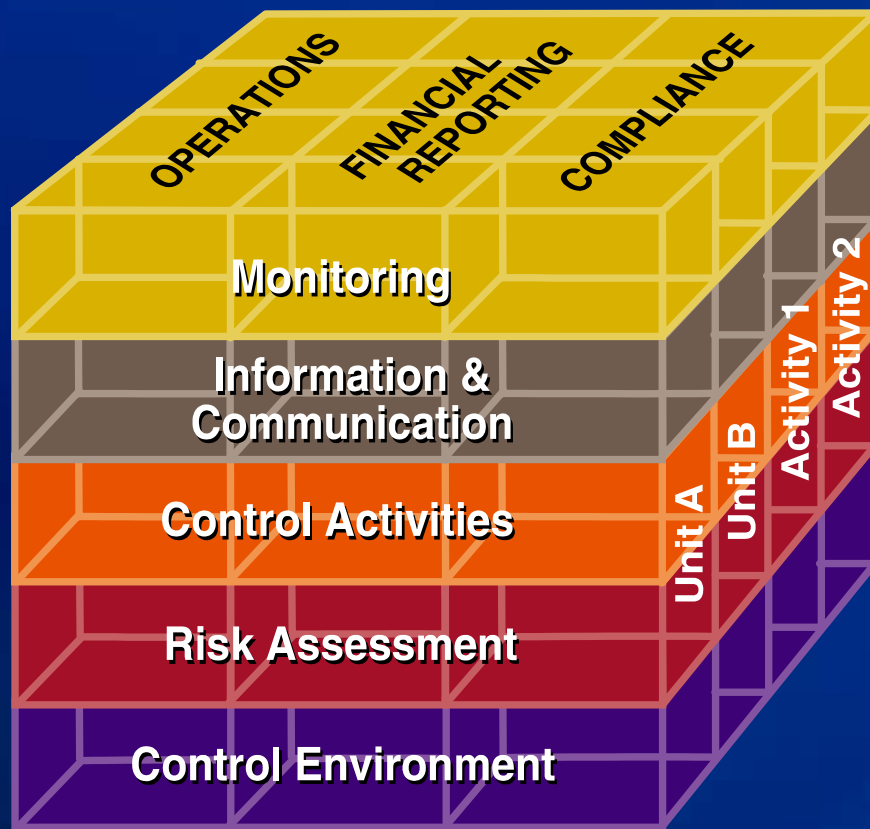 OPERATIONS
FINANCIAL
REPORTING
COMPLIANCE
Monitoring
Information &
Communication
Control Activities
Risk Assessment
Control Environment
Unit A
Unit B
Activity 1
Activity 2